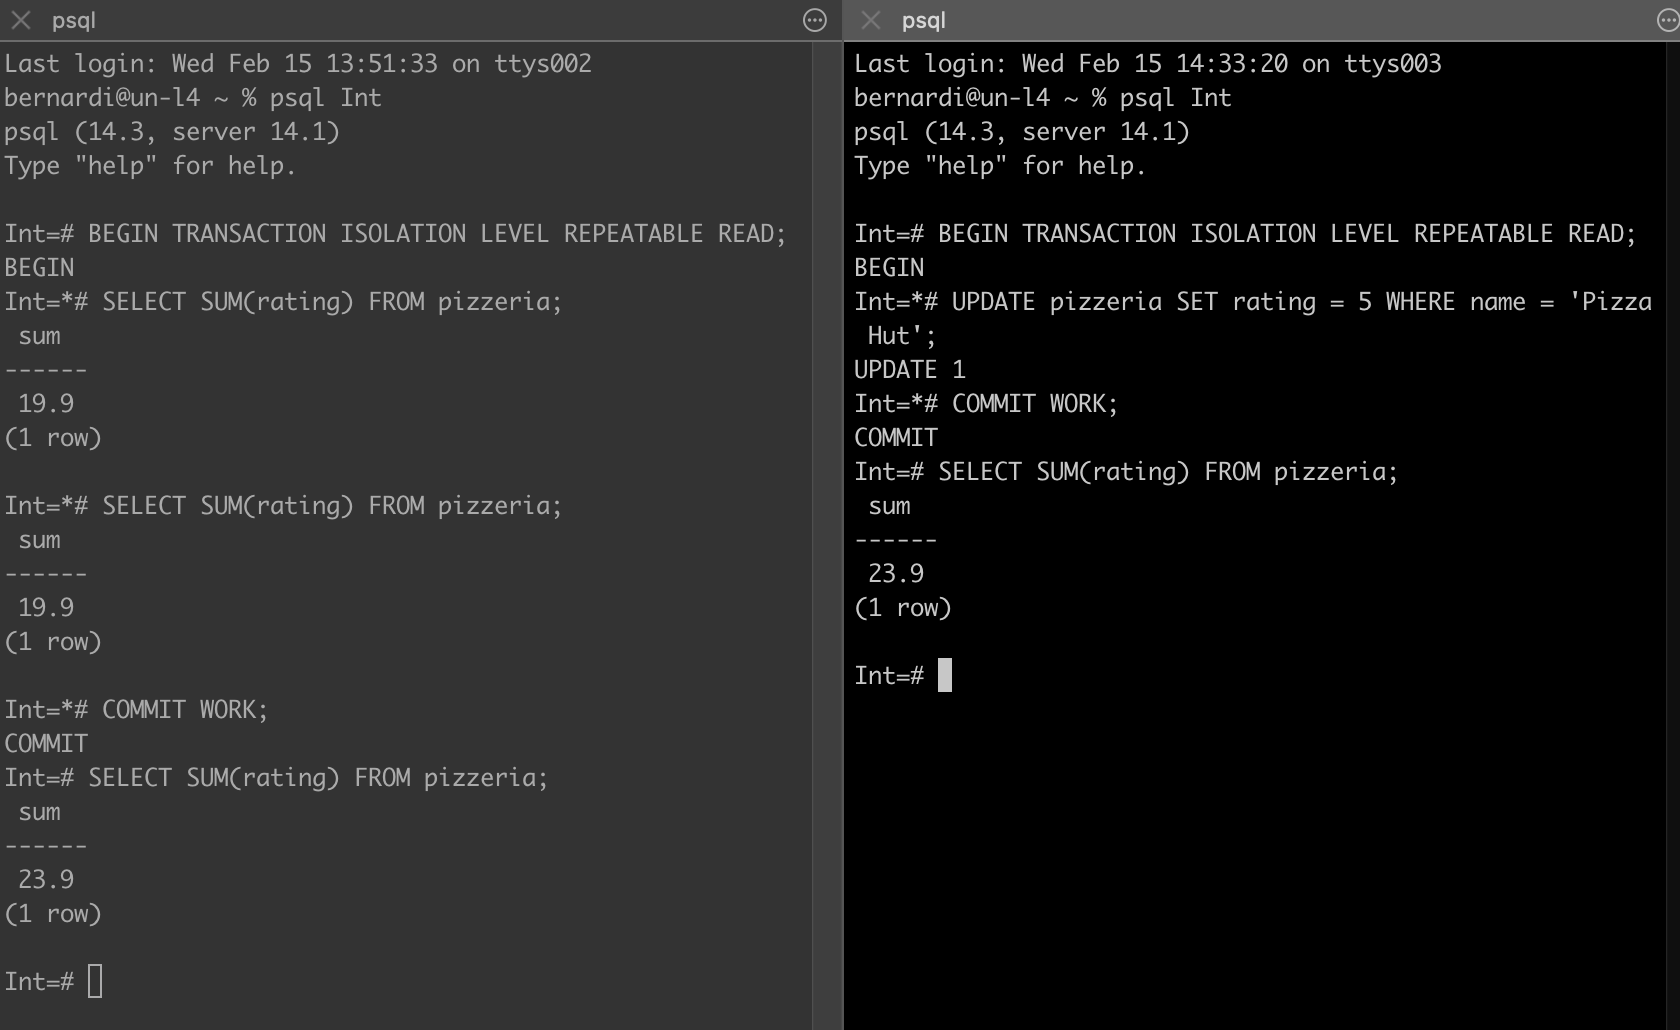 psql
Last login: Wed Feb 15 13:51:33 on ttys002
bernardi@un-l4 ~ % psql Int
psql (14.3, server 14.1)
Type "help" for help.

Int=# BEGIN TRANSACTION ISOLATION LEVEL REPEATABLE READ;
BEGIN
Int=*# SELECT SUM(rating) FROM pizzeria;
 sum
------
 19.9
(1 row)

Int=*# SELECT SUM(rating) FROM pizzeria;
 sum
------
 19.9
(1 row)

Int=*# COMMIT WORK;
COMMIT
Int=# SELECT SUM(rating) FROM pizzeria;
 sum
------
 23.9
(1 row)

Int=#
psql
Last login: Wed Feb 15 14:33:20 on ttys003
bernardi@un-l4 ~ % psql Int
psql (14.3, server 14.1)
Type "help" for help.

Int=# BEGIN TRANSACTION ISOLATION LEVEL REPEATABLE READ;
BEGIN
Int=*# UPDATE pizzeria SET rating = 5 WHERE name = 'Pizza
 Hut';
UPDATE 1
Int=*# COMMIT WORK;
COMMIT
Int=# SELECT SUM(rating) FROM pizzeria;
 sum
------
 23.9
(1 row)

Int=#